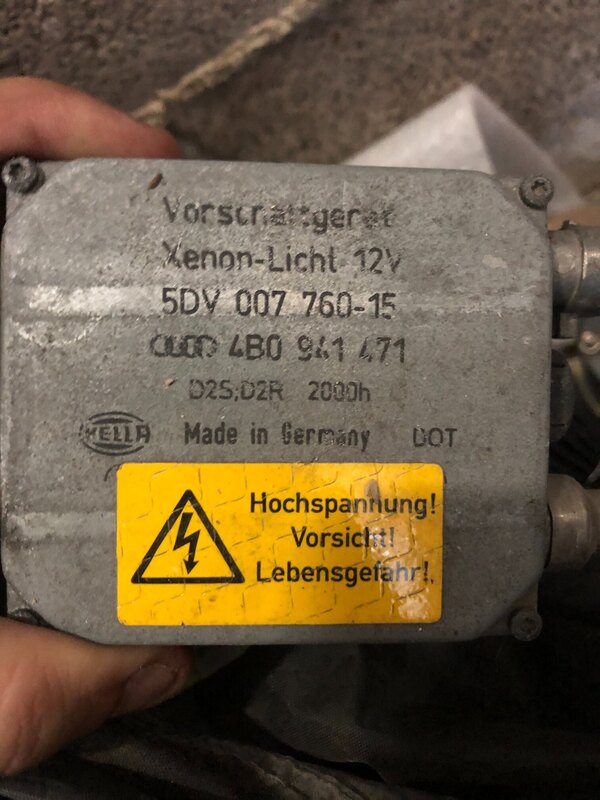 Vorschaltgerät
Xenon-Licht 12V
5DV 007 760-15
Audi 4B0 941 471
D2S;D2R 2000h
HELLA Made in Germany DOT
Hochspannung!
Vorsicht!
Lebensgefahr!